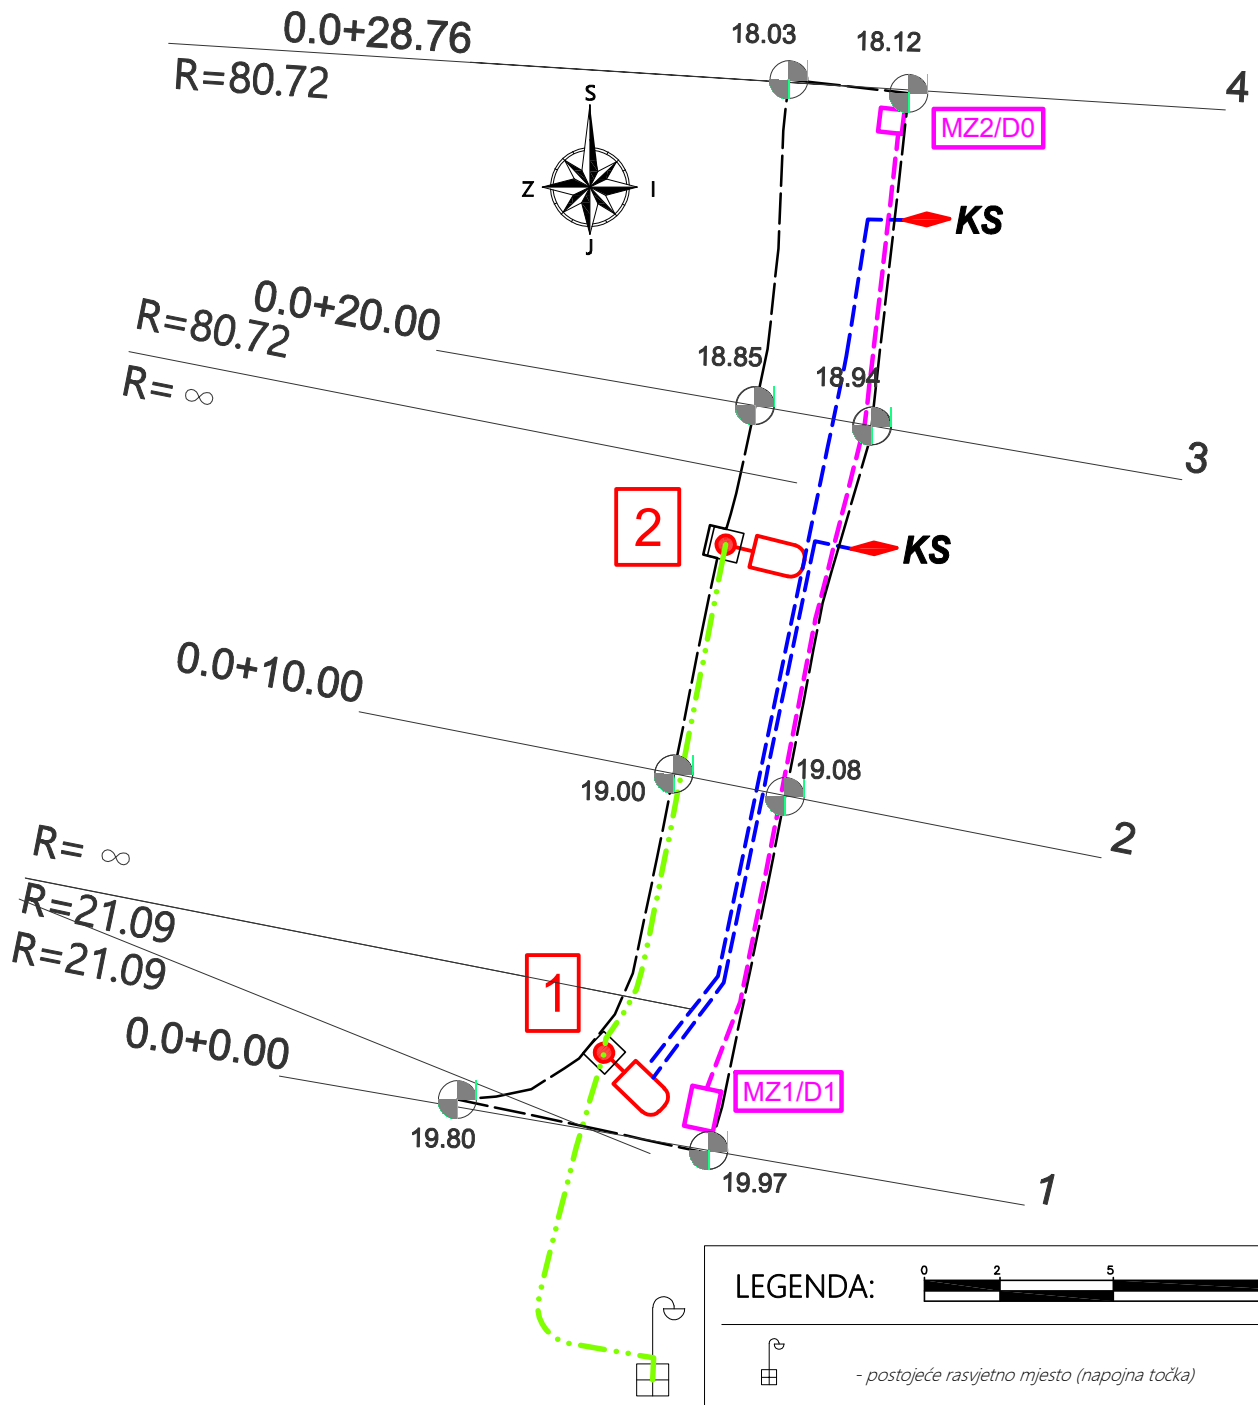 0.0+28.76
18.03
18.12
R=80.72
4
S
MZ2/D0
Z
I
J
KS
0.0+20.00
R=80.72
18.85
18.94
R= ∞
3
2
KS
0.0+10.00
19.00
19.08
2
R= ∞
R=21.09
R=21.09
1
0.0+0.00
MZ1/D1
19.80
19.97
1
LEGENDA:
0 2 5
- postojeće rasvjetno mjesto (napojna točka)